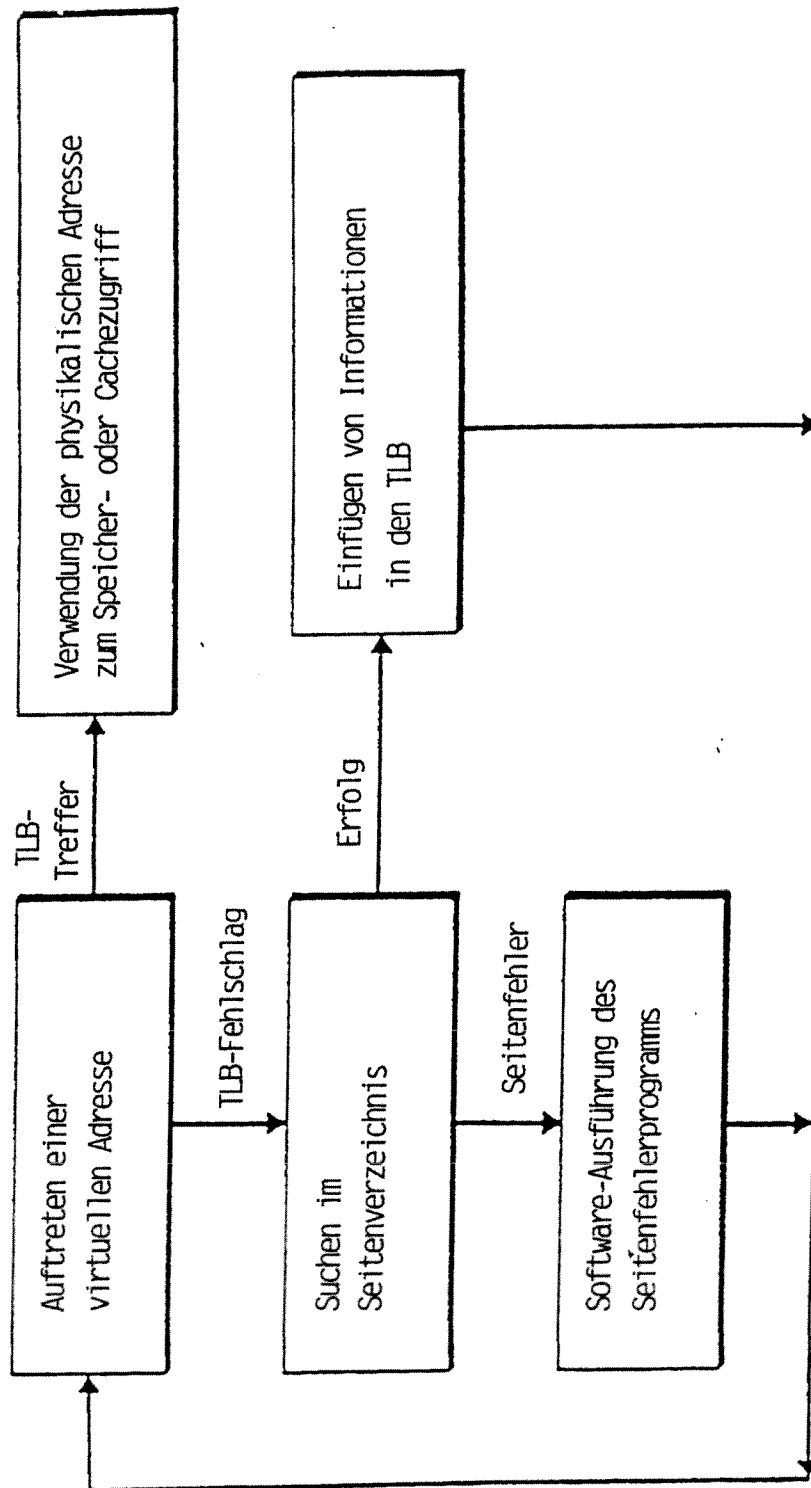 Auftreten einer
virtuellen Adresse
TLB-
Treffer
Verwendung der physikalischen Adresse
zum Speicher- oder Cachezugriff
TLB-Fehlschlag
Suchen im
Seitenverzeichnis
Erfolg
Einfügen von Informationen
in den TLB
Seitenfehler
Software-Ausführung des
Seitenfehlerprogramms